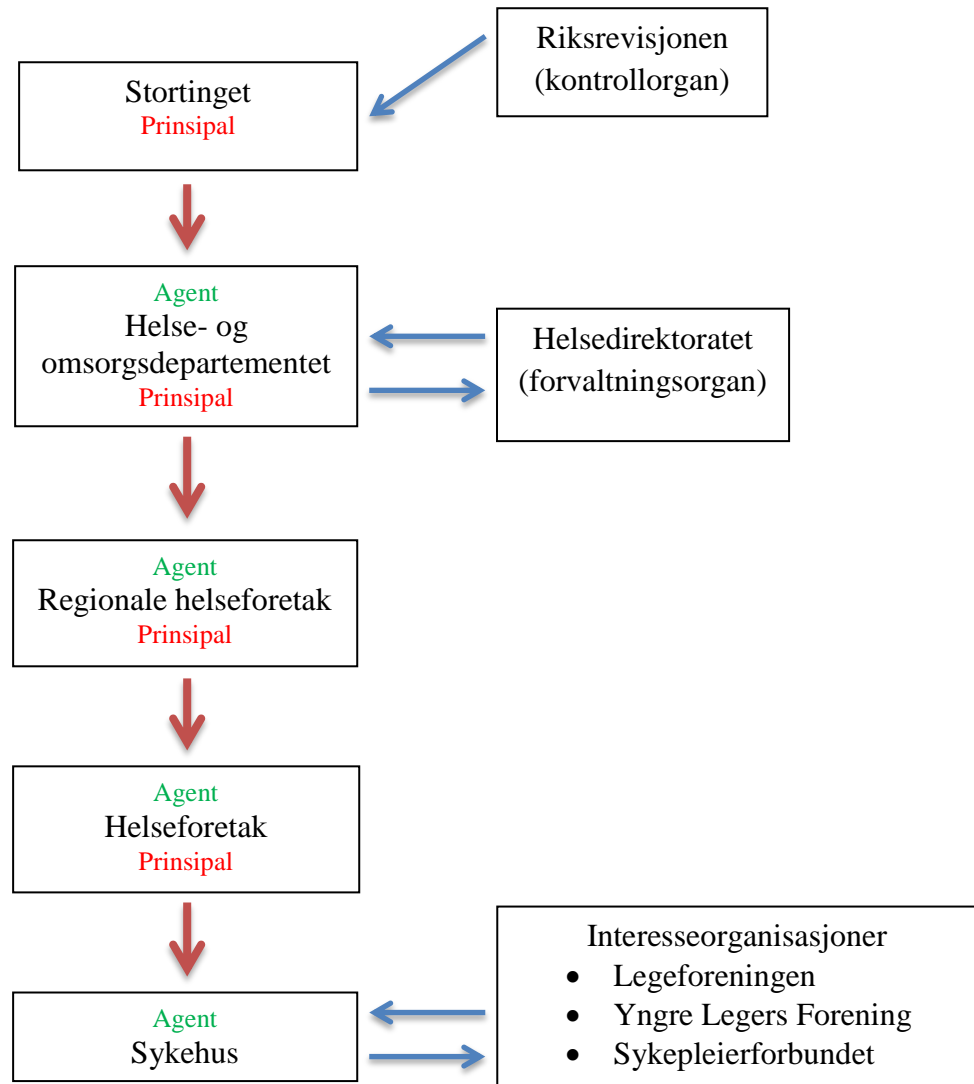 Riksrevisjonen
(kontrollorgan)
Stortinget
Prinsipal
Agent
Helse- og
omsorgsdepartementet
Prinsipal
Helsedirektoratet
(forvaltningsorgan)
Agent
Regionale helseforetak
Prinsipal
Agent
Helseforetak
Prinsipal
Interesseorganisasjoner
• Legeforeningen
• Yngre Legers Forening
• Sykepleierforbundet
Agent
Sykehus